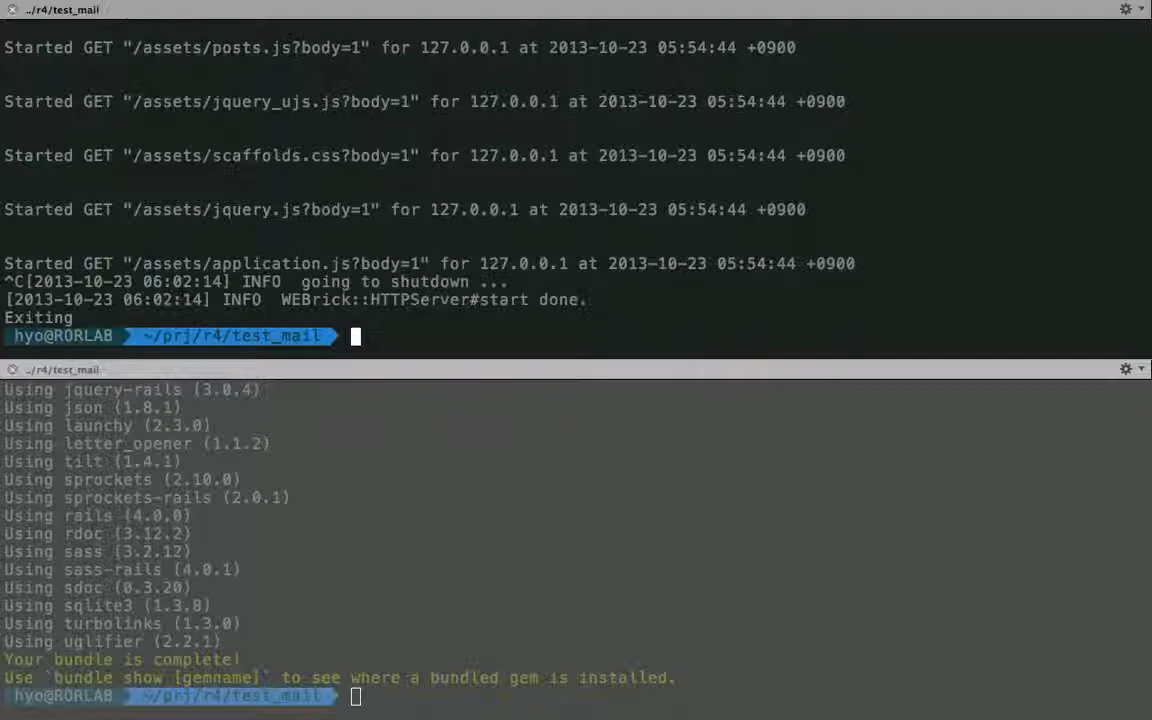 ../r4/test_mail
Started GET "/assets/posts.js?body=1" for 127.0.0.1 at 2013-10-23 05:54:44 +0900
Started GET "/assets/jquery_ujs.js?body=1" for 127.0.0.1 at 2013-10-23 05:54:44 +0900
Started GET "/assets/scaffolds.css?body=1" for 127.0.0.1 at 2013-10-23 05:54:44 +0900
Started GET "/assets/jquery.js?body=1" for 127.0.0.1 at 2013-10-23 05:54:44 +0900
Started GET "/assets/application.js?body=1" for 127.0.0.1 at 2013-10-23 05:54:44 +0900
^C[2013-10-23 06:02:14] INFO  going to shutdown ...
[2013-10-23 06:02:14] INFO  WEBrick::HTTPServer#start done.
Exiting
hyo@RORLAB ~/prj/r4/test_mail
../r4/test_mail
Using jquery-rails (3.0.4)
Using json (1.8.1)
Using launchy (2.3.0)
Using letter_opener (1.1.2)
Using tilt (1.4.1)
Using sprockets (2.10.0)
Using sprockets-rails (2.0.1)
Using rails (4.0.0)
Using rdoc (3.12.2)
Using sass (3.2.12)
Using sass-rails (4.0.1)
Using sdoc (0.3.20)
Using sqlite3 (1.3.8)
Using turbolinks (1.3.0)
Using uglifier (2.2.1)
Your bundle is complete!
Use `bundle show [gemname]` to see where a bundled gem is installed.
hyo@RORLAB ~/prj/r4/test_mail